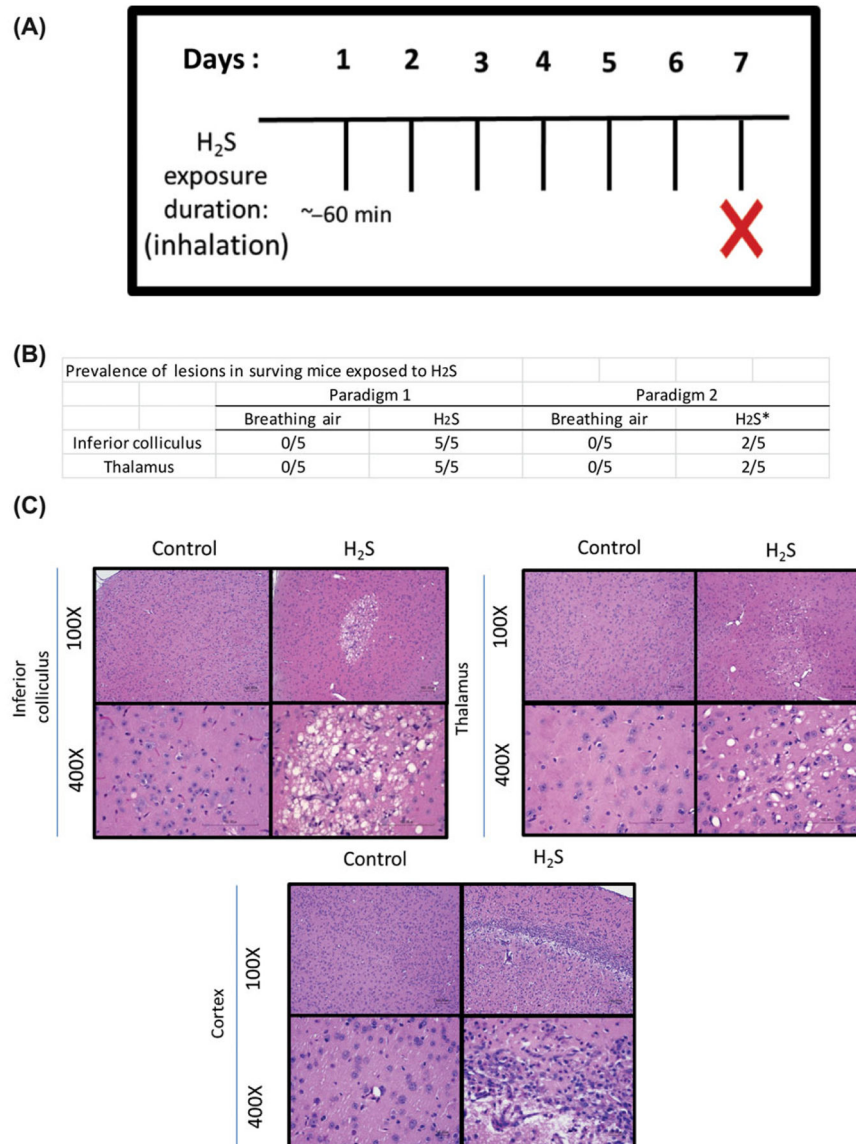 (A)
Days : 1 2 3 4 5 6 7
H₂S
exposure
duration: ~–60 min
(inhalation)
X
(B)
Prevalence of lesions in surving mice exposed to H2S
Paradigm 1 Paradigm 2
Breathing air H2S Breathing air H2S*
Inferior colliculus 0/5 5/5 0/5 2/5
Thalamus 0/5 5/5 0/5 2/5
(C)
Control H₂S
Inferior
colliculus
100X
400X
Control H₂S
Thalamus
100X
400X
Control H₂S
Cortex
100X
400X